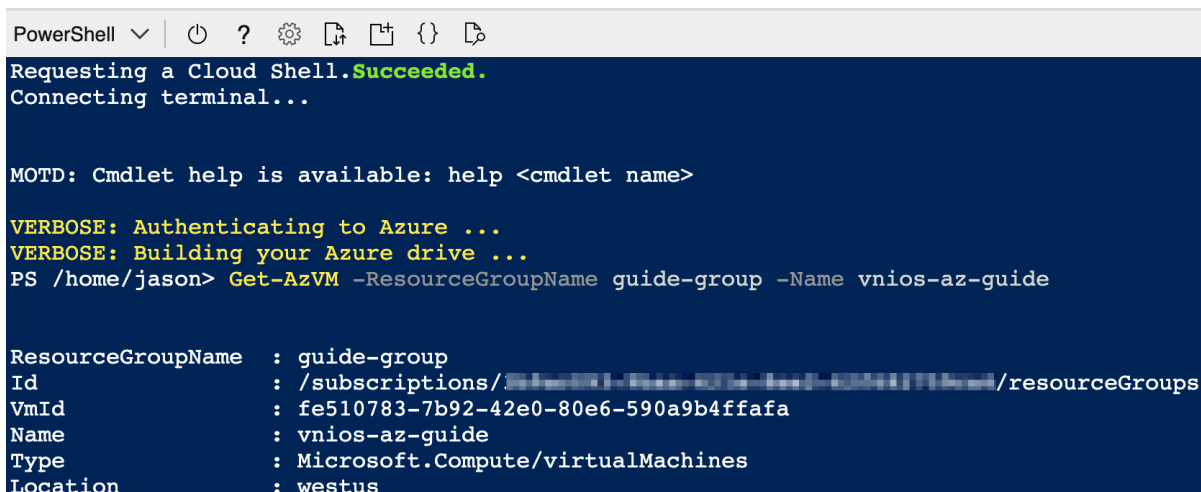 PowerShell
Requesting a Cloud Shell.Succeeded.
Connecting terminal...
MOTD: Cmdlet help is available: help <cmdlet name>
VERBOSE: Authenticating to Azure ...
VERBOSE: Building your Azure drive ...
PS /home/jason> Get-AzVM -ResourceGroupName guide-group -Name vnios-az-guide
ResourceGroupName : guide-group
Id : /subscriptions/ /resourceGroups
VmId : fe510783-7b92-42e0-80e6-590a9b4ffafa
Name : vnios-az-guide
Type : Microsoft.Compute/virtualMachines
Location : westus